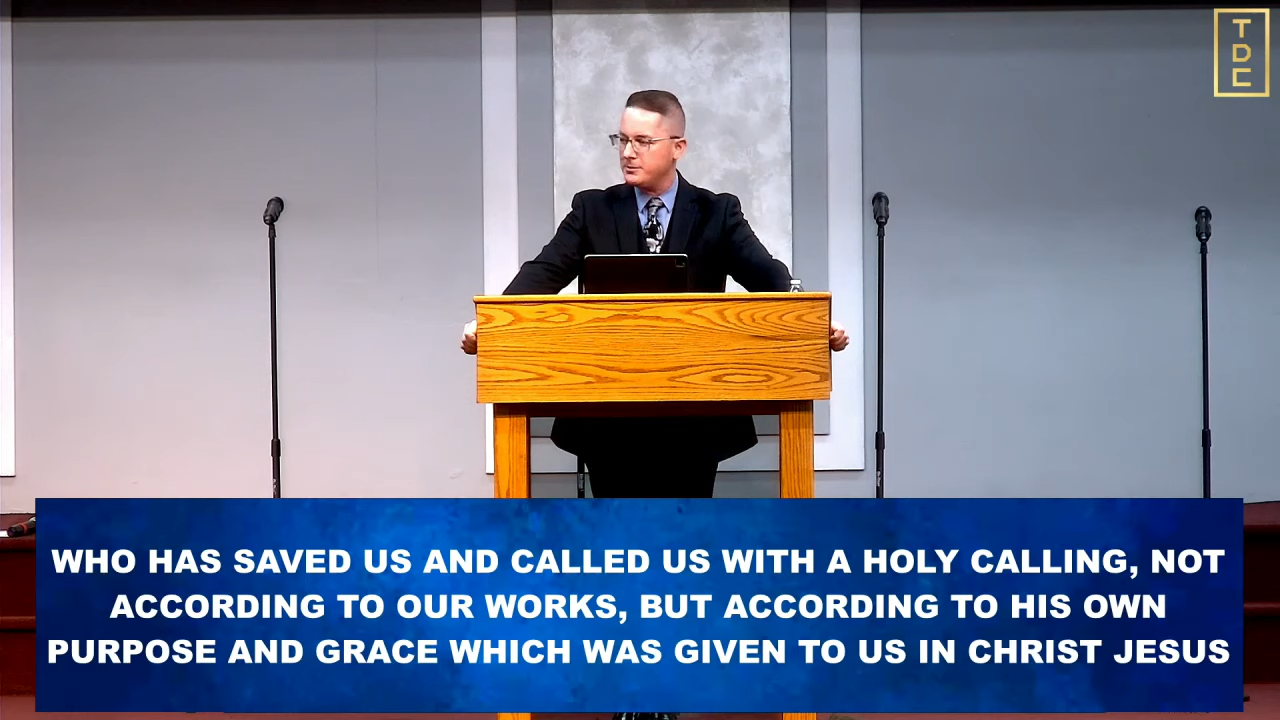 T
D
C
WHO HAS SAVED US AND CALLED US WITH A HOLY CALLING, NOT
ACCORDING TO OUR WORKS, BUT ACCORDING TO HIS OWN
PURPOSE AND GRACE WHICH WAS GIVEN TO US IN CHRIST JESUS